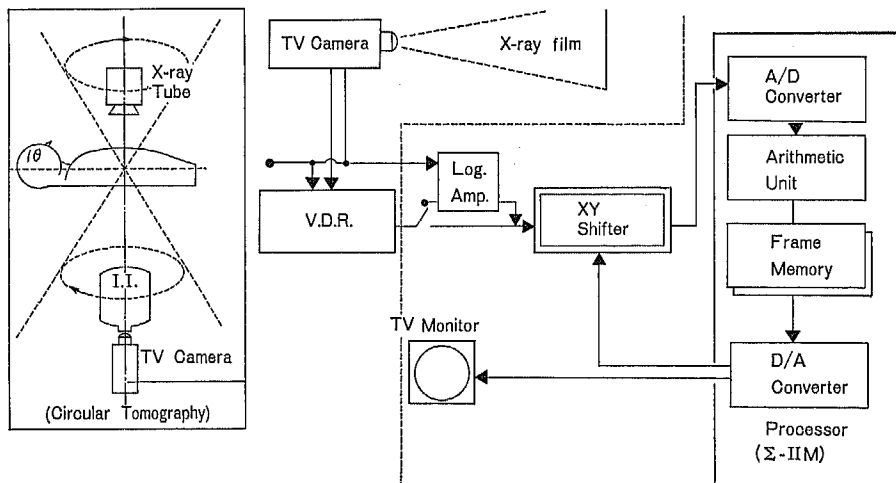 X-ray
Tube
θ
I.I.
TV Camera
(Circular Tomography)
TV Camera
X-ray film
Log.
Amp.
V.D.R.
XY
Shifter
TV Monitor
A/D
Converter
Arithmetic
Unit
Frame
Memory
D/A
Converter
Processor
(Σ-IIM)